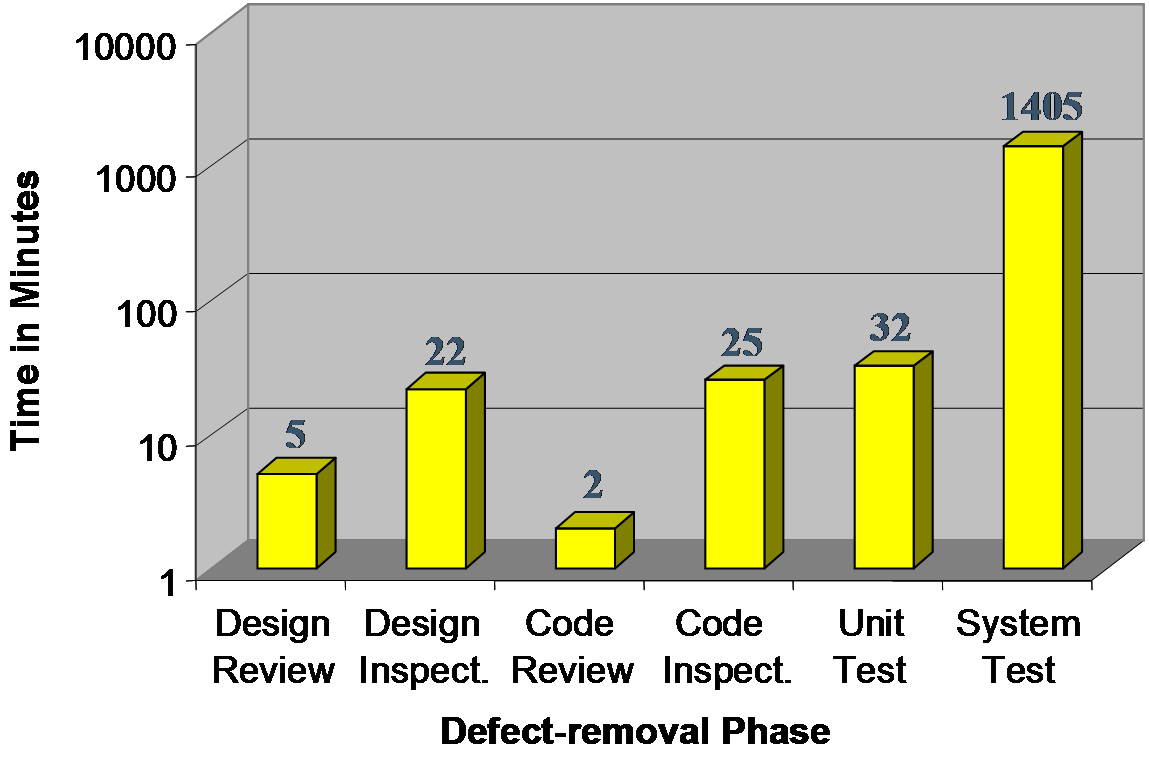 10000
1000
100
10
1
Time in Minutes
5
22
2
25
32
1405
Design Review
Design Inspect.
Code Review
Code Inspect.
Unit Test
System Test
Defect-removal Phase